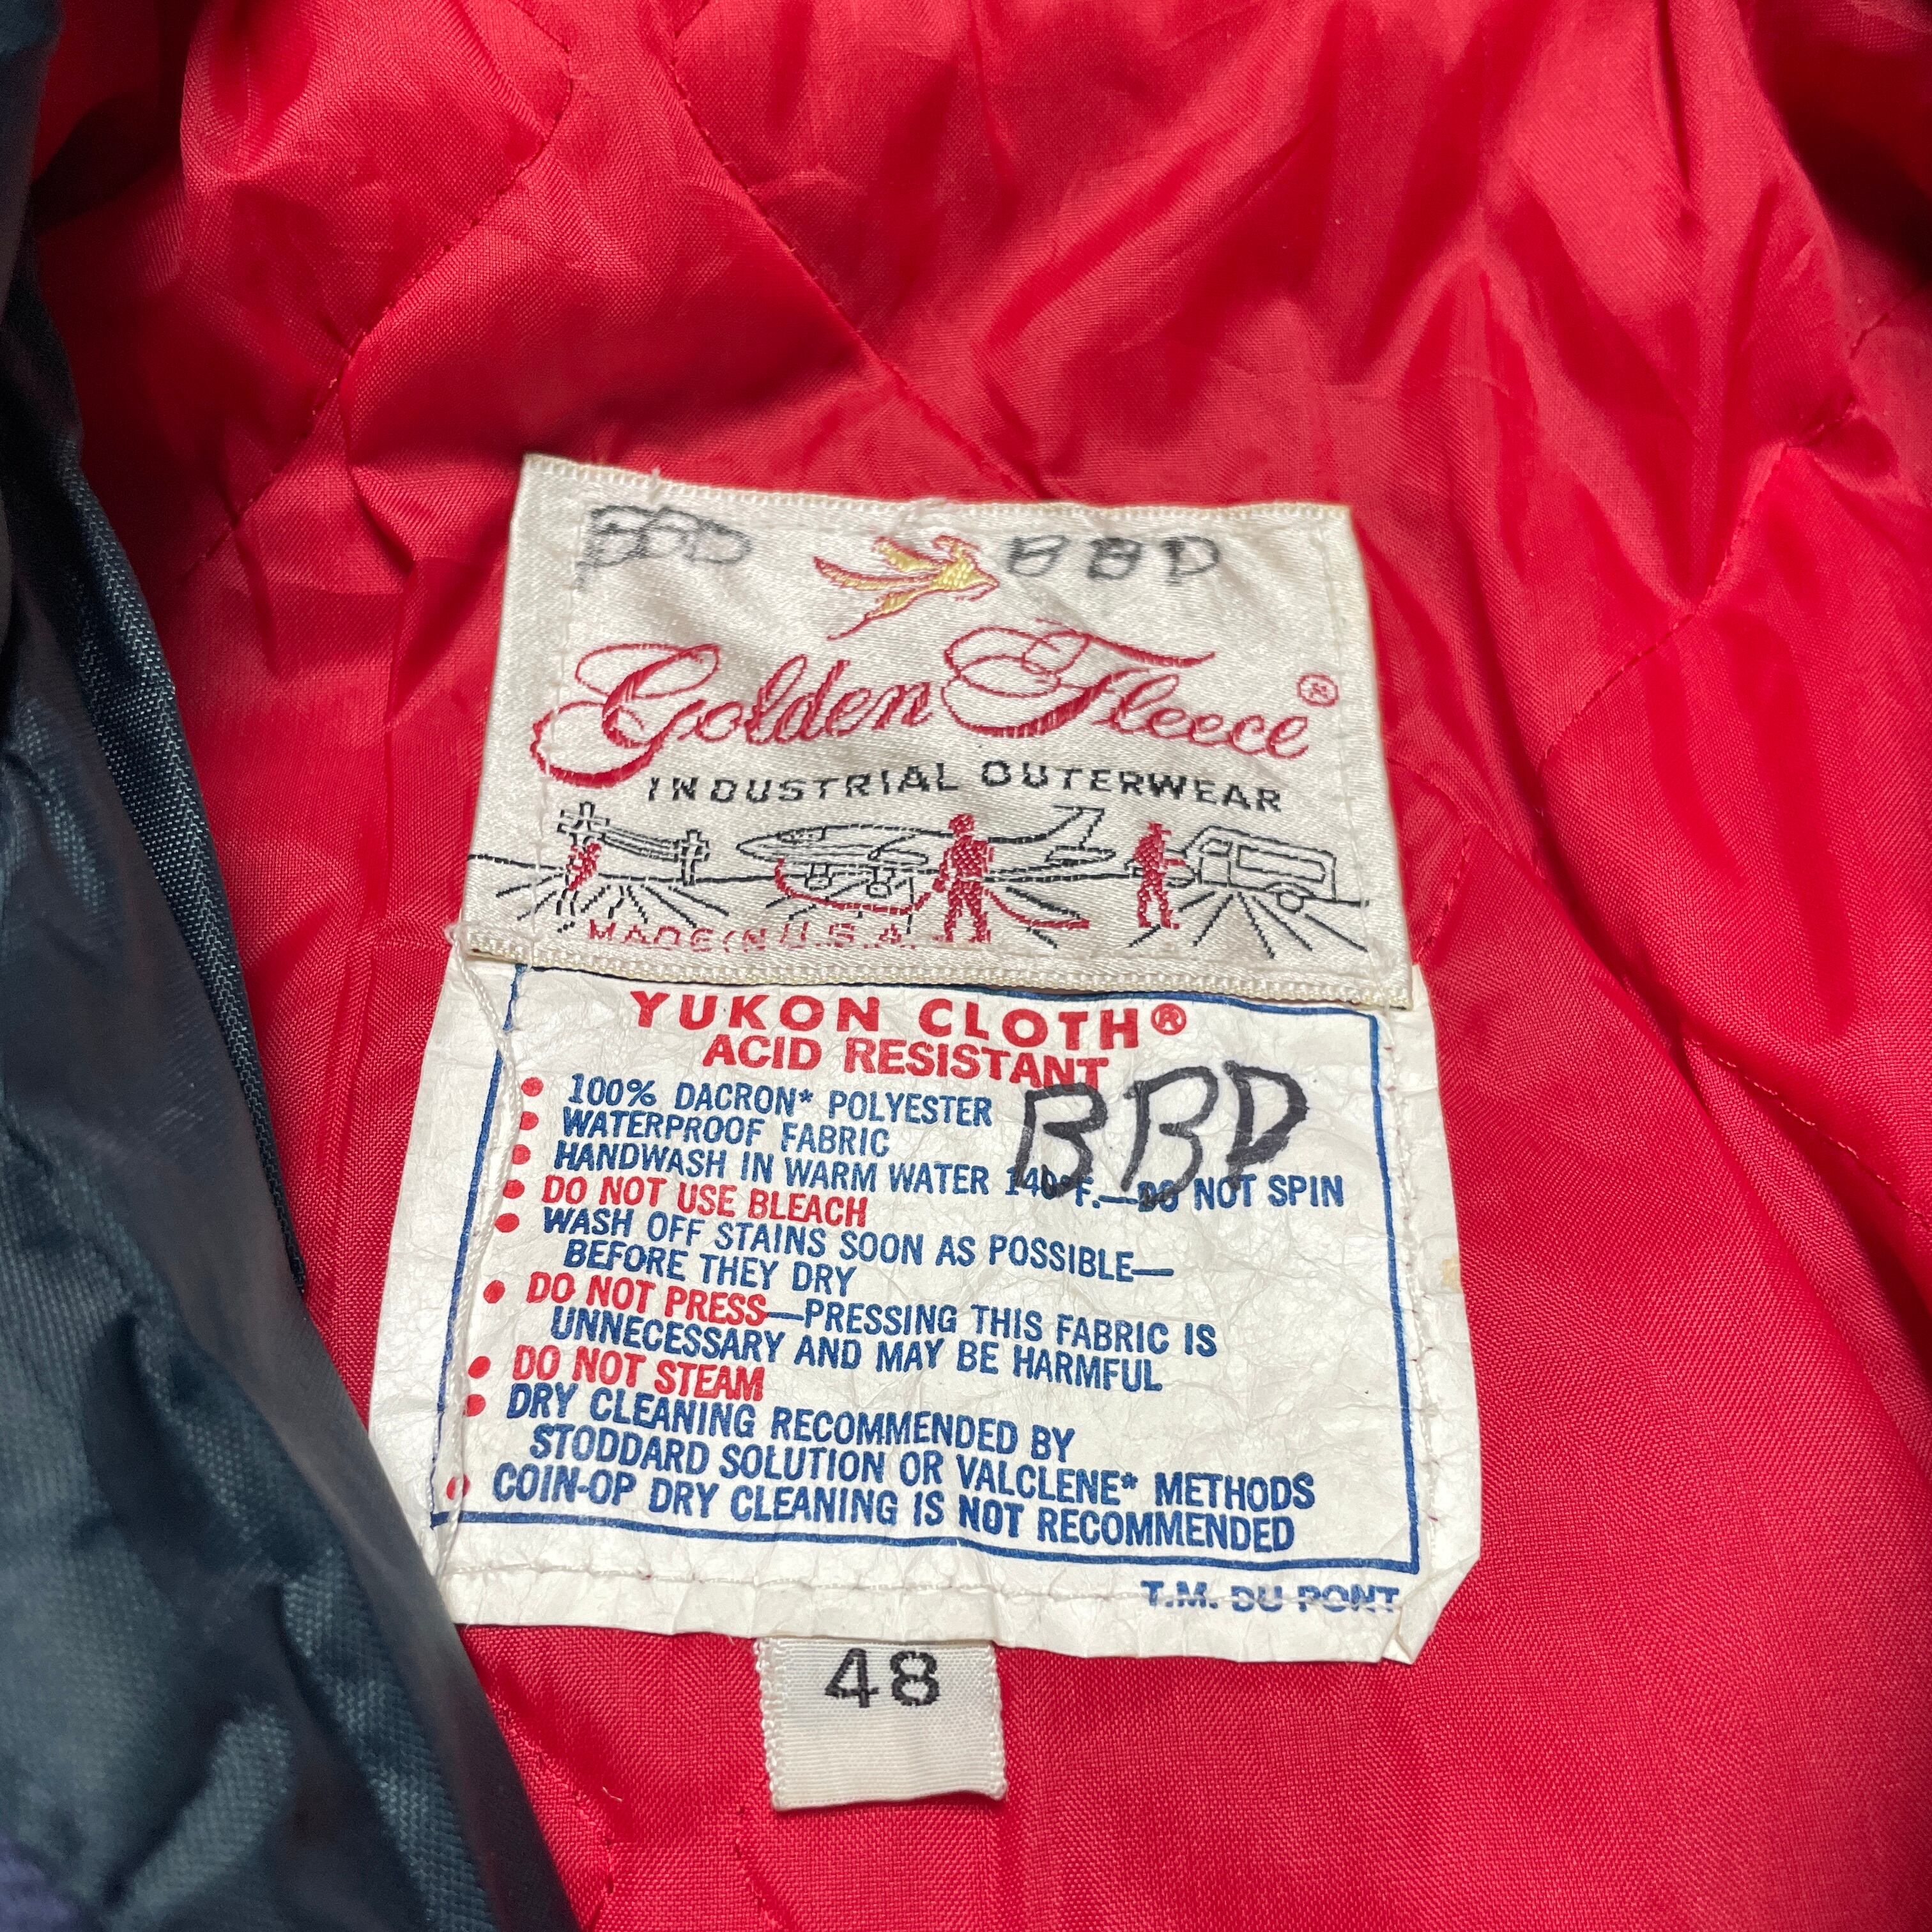 BBD BBD
Golden Fleece®
INDUSTRIAL OUTERWEAR
MADE IN U.S.A.
YUKON CLOTH®
ACID RESISTANT
BBD
• 100% DACRON* POLYESTER
• WATERPROOF FABRIC
• HANDWASH IN WARM WATER 140°F.—DO NOT SPIN
• DO NOT USE BLEACH
• WASH OFF STAINS SOON AS POSSIBLE—
BEFORE THEY DRY
• DO NOT PRESS—PRESSING THIS FABRIC IS
UNNECESSARY AND MAY BE HARMFUL
• DO NOT STEAM
• DRY CLEANING RECOMMENDED BY
STODDARD SOLUTION OR VALCLENE* METHODS
• COIN-OP DRY CLEANING IS NOT RECOMMENDED
T.M. DU PONT
48